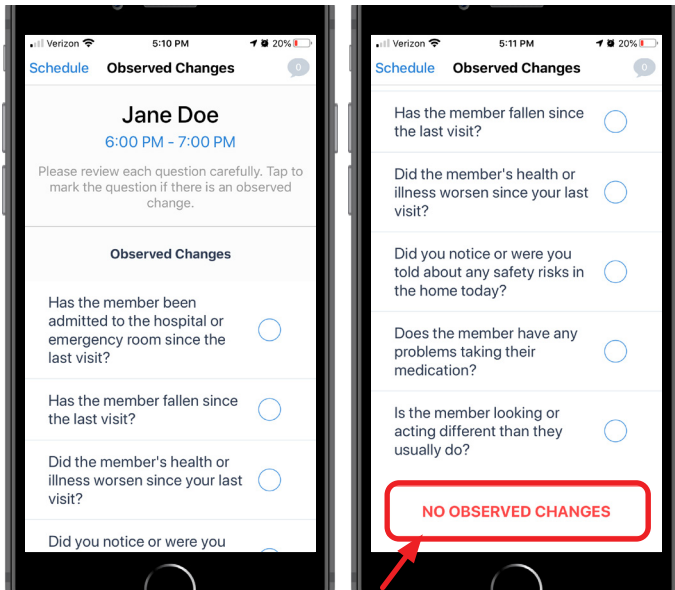 Verizon 5:10 PM 20%
Schedule Observed Changes 0
Jane Doe
6:00 PM - 7:00 PM
Please review each question carefully. Tap to
mark the question if there is an observed
change.
Observed Changes
Has the member been
admitted to the hospital or
emergency room since the
last visit?
Has the member fallen since
the last visit?
Did the member's health or
illness worsen since your last
visit?
Did you notice or were you
Verizon 5:11 PM 20%
Schedule Observed Changes 0
Has the member fallen since
the last visit?
Did the member's health or
illness worsen since your last
visit?
Did you notice or were you
told about any safety risks in
the home today?
Does the member have any
problems taking their
medication?
Is the member looking or
acting different than they
usually do?
NO OBSERVED CHANGES